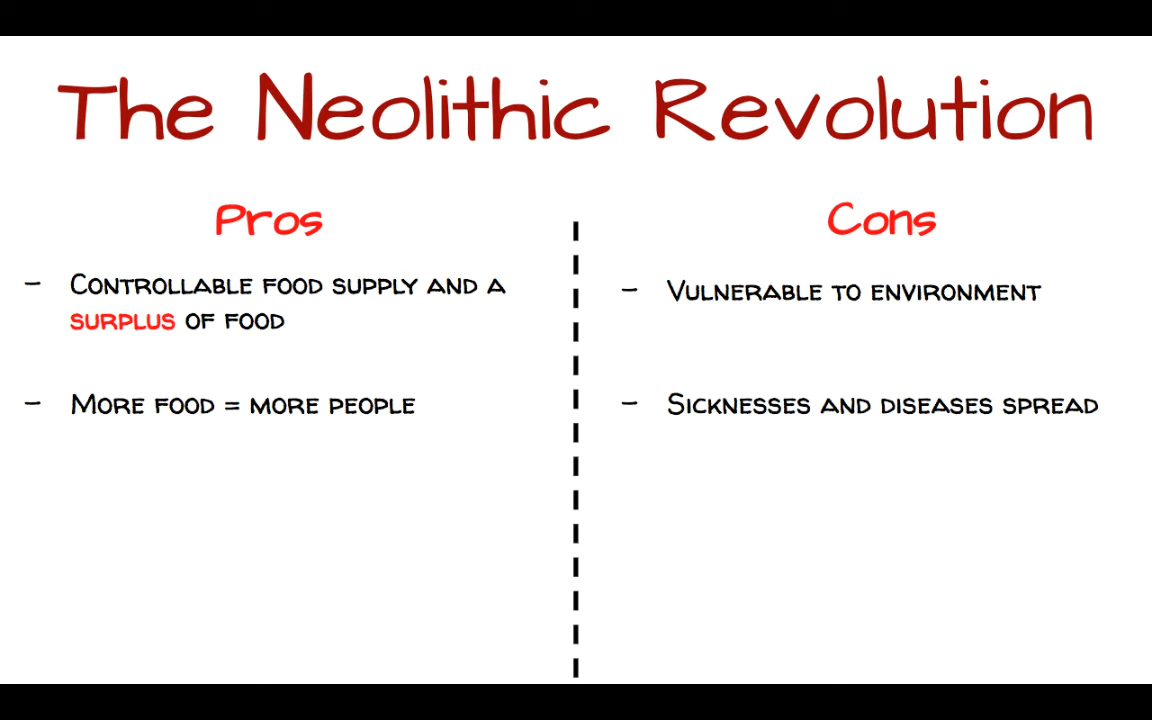 The Neolithic Revolution
Pros
- Controllable food supply and a
surplus of food
- More food = more people
Cons
- Vulnerable to environment
- Sicknesses and diseases spread